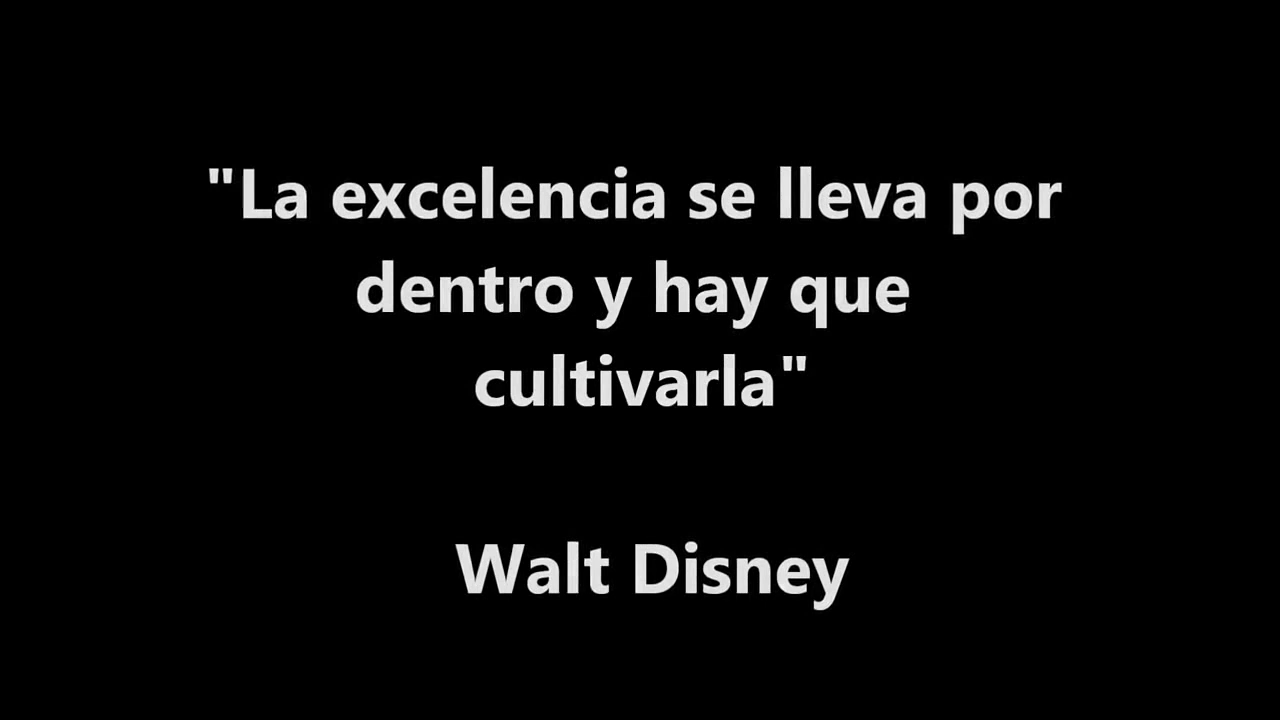 "La excelencia se lleva por
dentro y hay que
cultivarla"
Walt Disney